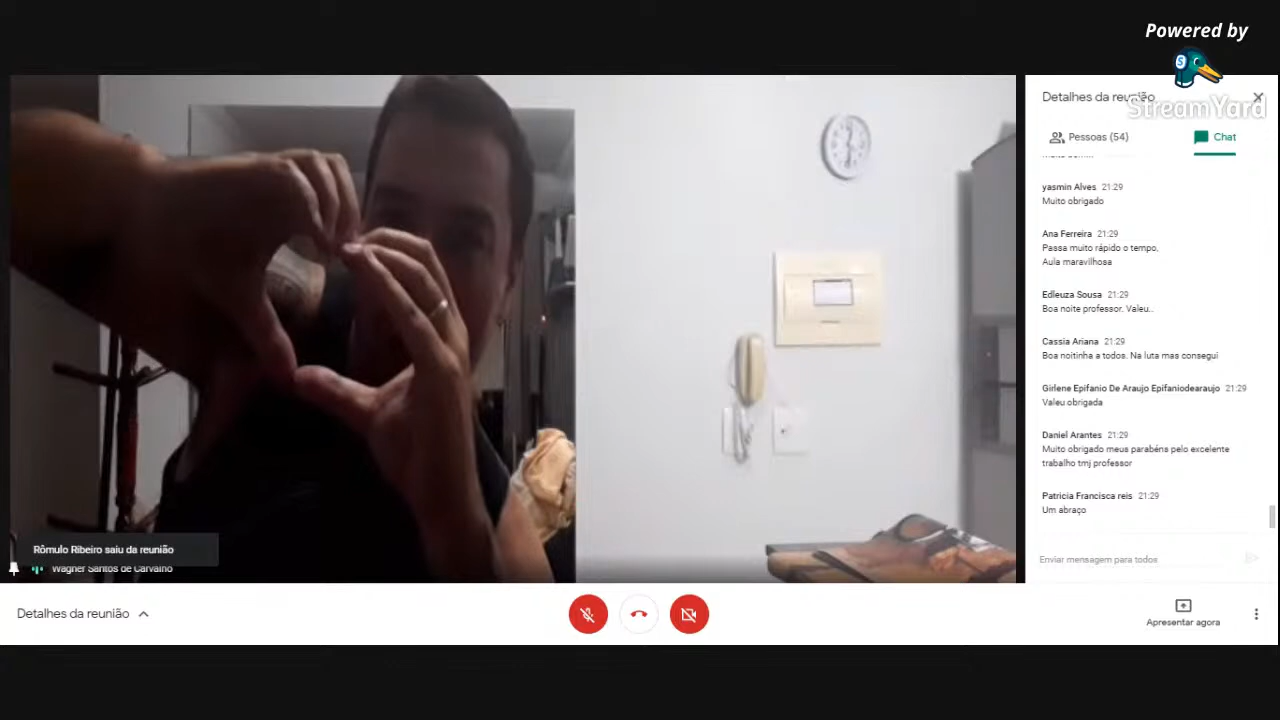 Powered by
StreamYard
Detalhes da reunião
Pessoas (54)
Chat
yasmin Alves 21:29
Muito obrigado
Ana Ferreira 21:29
Passa muito rápido o tempo,
Aula maravilhosa
Edleuza Sousa 21:29
Boa noite professor. Valeu..
Cassia Ariana 21:29
Boa noitinha a todos. Na luta mas consegui
Girlene Epifanio De Araujo Epifaniodearaujo 21:29
Valeu obrigada
Daniel Arantes 21:29
Muito obrigado meus parabéns pelo excelente
trabalho tmj professor
Patricia Francisca reis 21:29
Um abraço
Enviar mensagem para todos
Rômulo Ribeiro saiu da reunião
Wagner Santos de Carvalho
Detalhes da reunião
Apresentar agora